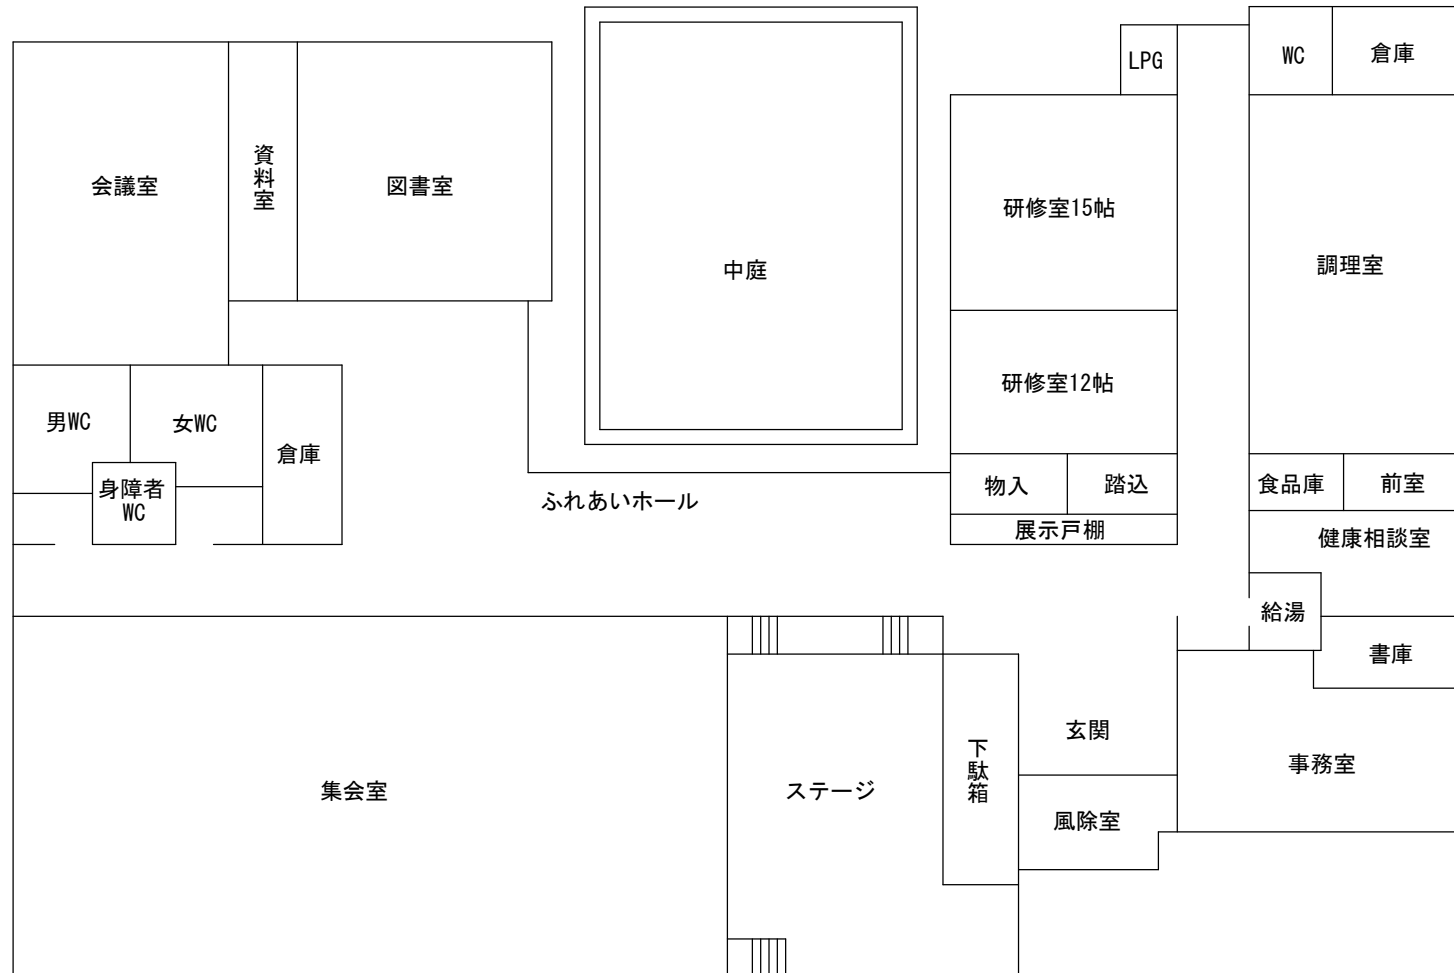 WC
倉庫
LPG
会議室
資料室
図書室
中庭
研修室15帖
調理室
研修室12帖
男WC
女WC
倉庫
身障者
WC
ふれあいホール
物入
踏込
食品庫
前室
展示戸棚
健康相談室
給湯
書庫
玄関
下駄箱
事務室
集会室
ステージ
風除室